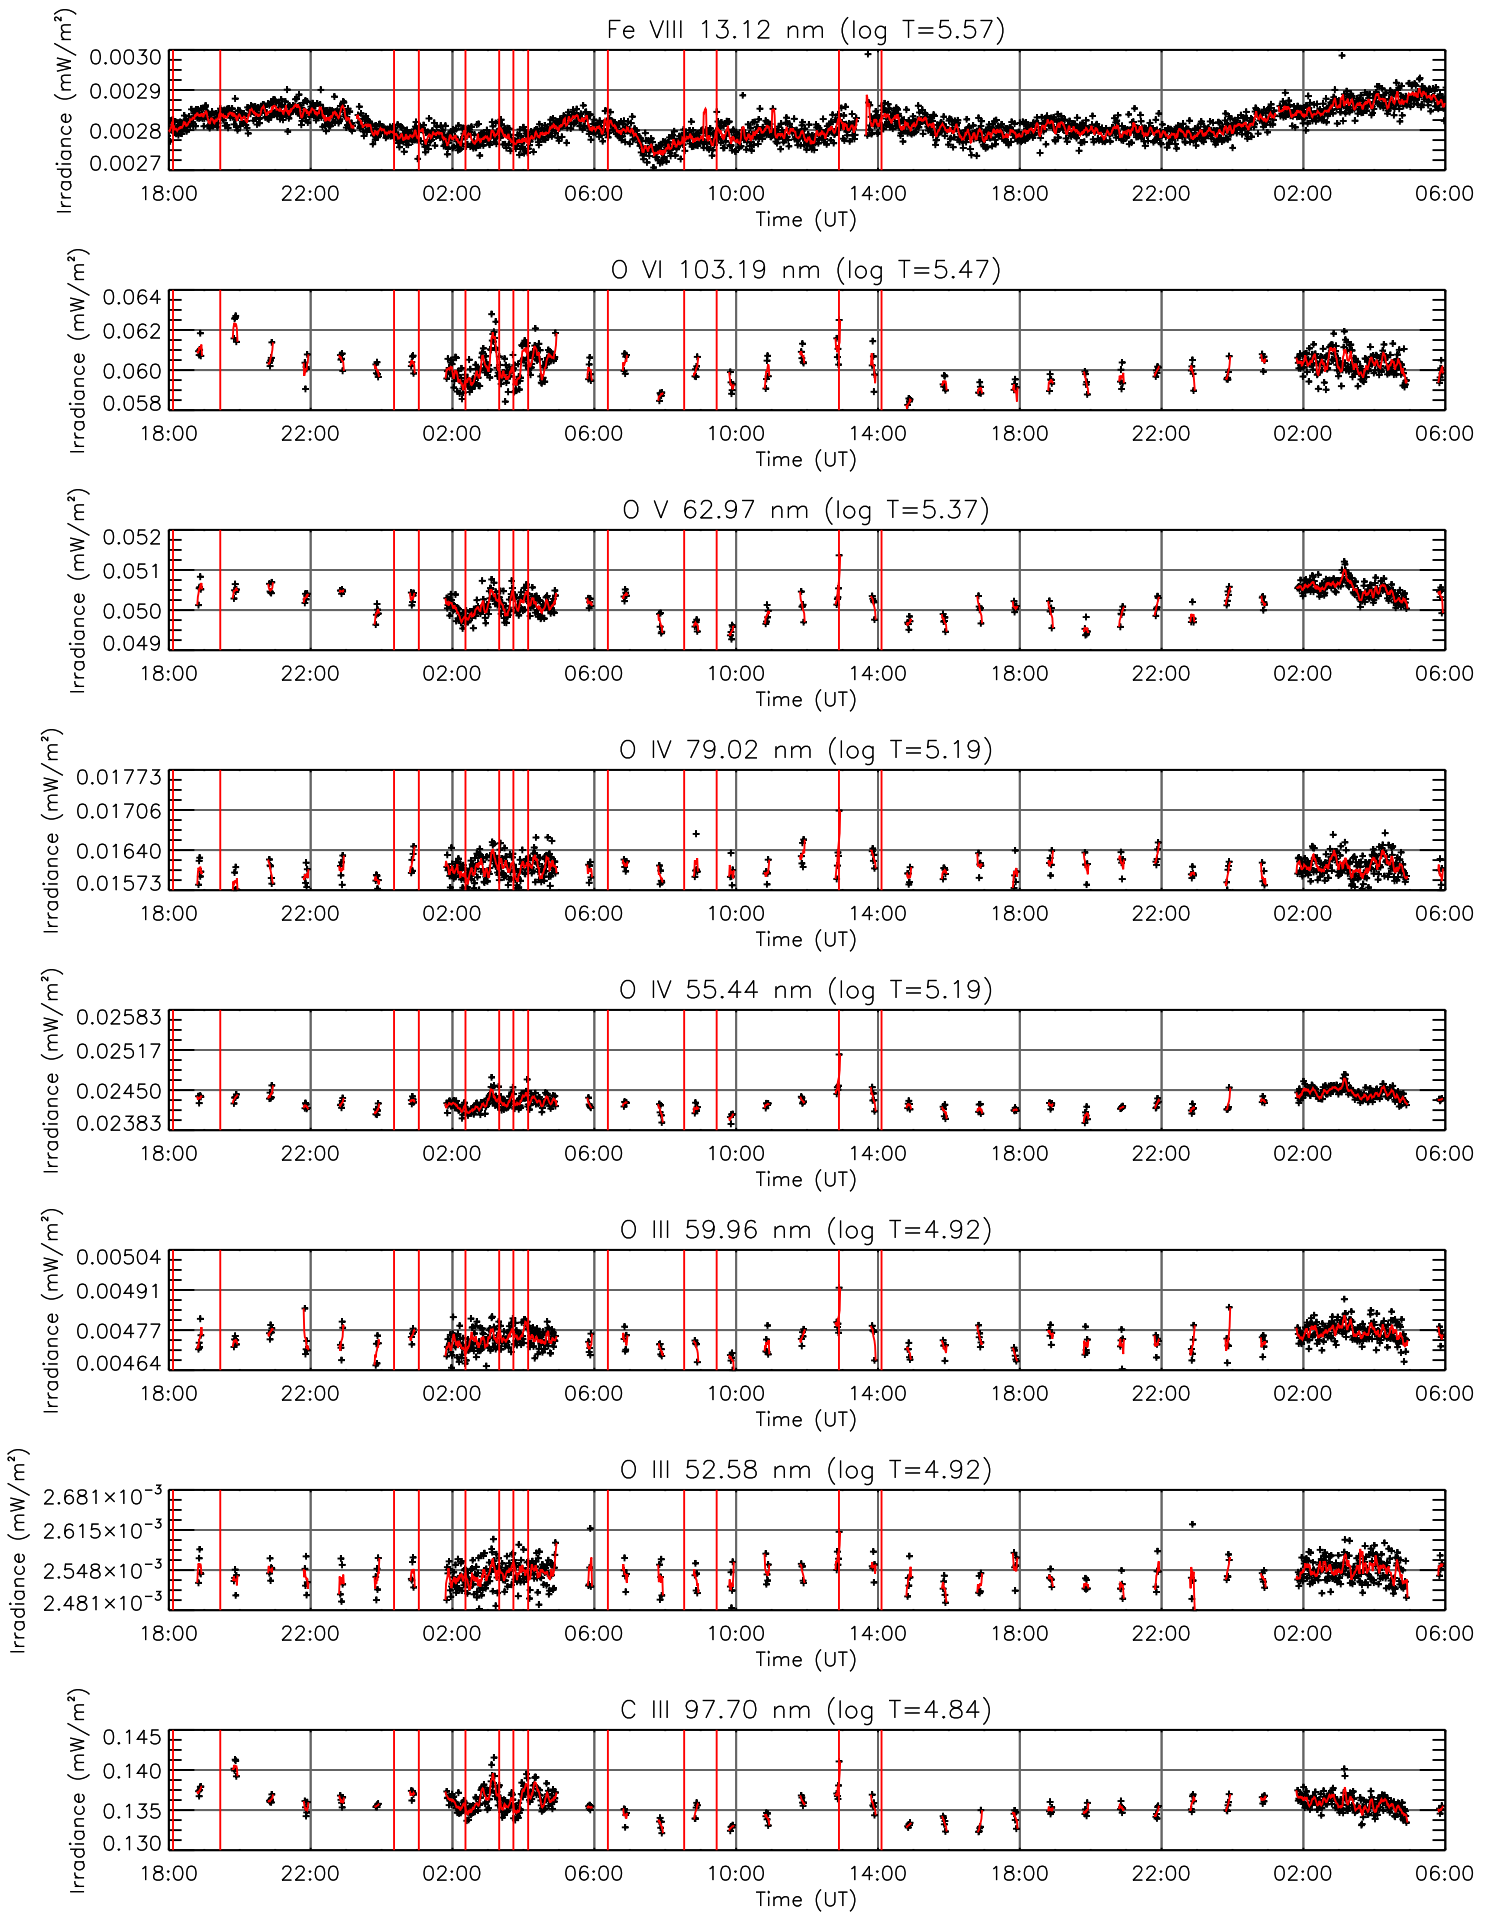 Fe VIII 13.12 nm (log T=5.57)
Irradiance (mW/m²)
0.0030
0.0029
0.0028
0.0027
18:00 22:00 02:00 06:00 10:00 14:00 18:00 22:00 02:00 06:00
Time (UT)
O VI 103.19 nm (log T=5.47)
Irradiance (mW/m²)
0.064
0.062
0.060
0.058
18:00 22:00 02:00 06:00 10:00 14:00 18:00 22:00 02:00 06:00
Time (UT)
O V 62.97 nm (log T=5.37)
Irradiance (mW/m²)
0.052
0.051
0.050
0.049
18:00 22:00 02:00 06:00 10:00 14:00 18:00 22:00 02:00 06:00
Time (UT)
O IV 79.02 nm (log T=5.19)
Irradiance (mW/m²)
0.01773
0.01706
0.01640
0.01573
18:00 22:00 02:00 06:00 10:00 14:00 18:00 22:00 02:00 06:00
Time (UT)
O IV 55.44 nm (log T=5.19)
Irradiance (mW/m²)
0.02583
0.02517
0.02450
0.02383
18:00 22:00 02:00 06:00 10:00 14:00 18:00 22:00 02:00 06:00
Time (UT)
O III 59.96 nm (log T=4.92)
Irradiance (mW/m²)
0.00504
0.00491
0.00477
0.00464
18:00 22:00 02:00 06:00 10:00 14:00 18:00 22:00 02:00 06:00
Time (UT)
O III 52.58 nm (log T=4.92)
Irradiance (mW/m²)
2.681×10⁻³
2.615×10⁻³
2.548×10⁻³
2.481×10⁻³
18:00 22:00 02:00 06:00 10:00 14:00 18:00 22:00 02:00 06:00
Time (UT)
C III 97.70 nm (log T=4.84)
Irradiance (mW/m²)
0.145
0.140
0.135
0.130
18:00 22:00 02:00 06:00 10:00 14:00 18:00 22:00 02:00 06:00
Time (UT)